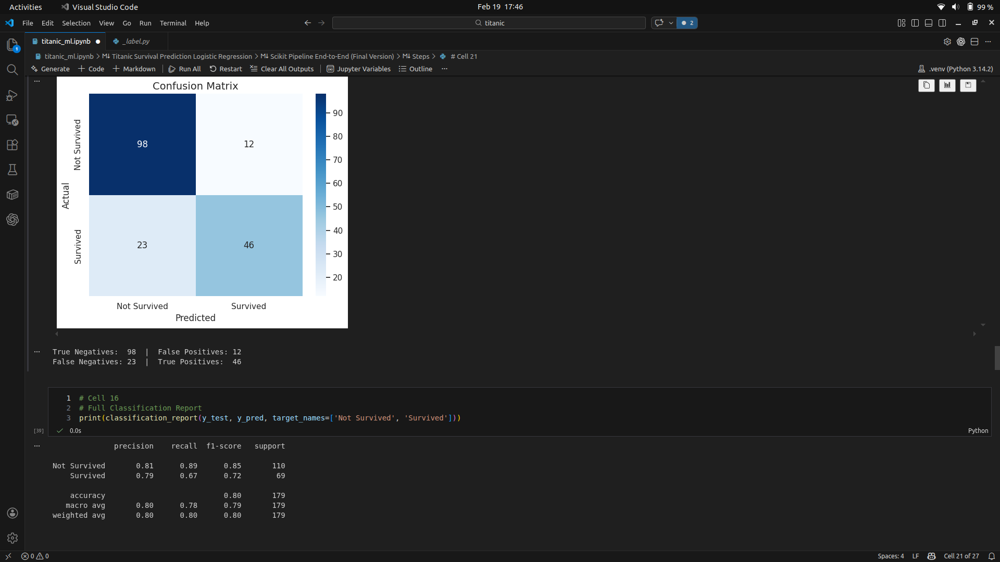 Activities
Visual Studio Code
Feb 19 17:46
99 %
File Edit Selection View Go Run Terminal Help
titanic
2
titanic_ml.ipynb
_label.py
titanic_ml.ipynb > M↓ Titanic Survival Prediction Logistic Regression > M↓ Scikit Pipeline End-to-End (Final Version) > M↓ Steps > # Cell 21
Generate + Code + Markdown | Run All Restart Clear All Outputs | Jupyter Variables Outline ...
.venv (Python 3.14.2)
1
Confusion Matrix
Not Survived
98
12
Actual
Survived
23
46
Not Survived
Survived
Predicted
90
80
70
60
50
40
30
20
True Negatives:  98  |  False Positives: 12
False Negatives: 23  |  True Positives:  46
1 # Cell 16
2 # Full Classification Report
3 print(classification_report(y_test, y_pred, target_names=['Not Survived', 'Survived']))
[39]
0.0s
Python
precision recall f1-score support
Not Survived 0.81 0.89 0.85 110
Survived 0.79 0.67 0.72 69
accuracy 0.80 179
macro avg 0.80 0.78 0.79 179
weighted avg 0.80 0.80 0.80 179
0 0
Spaces: 4
LF
Cell 21 of 27